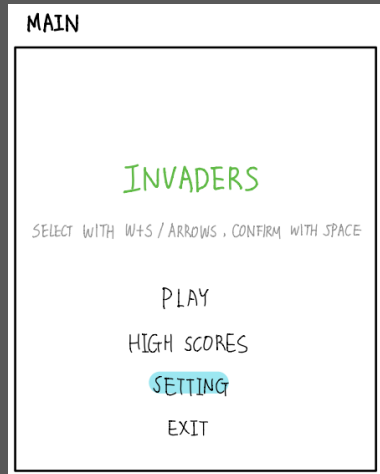 MAIN
INVADERS
SELECT WITH W+S / ARROWS, CONFIRM WITH SPACE
PLAY
HIGH SCORES
SETTING
EXIT